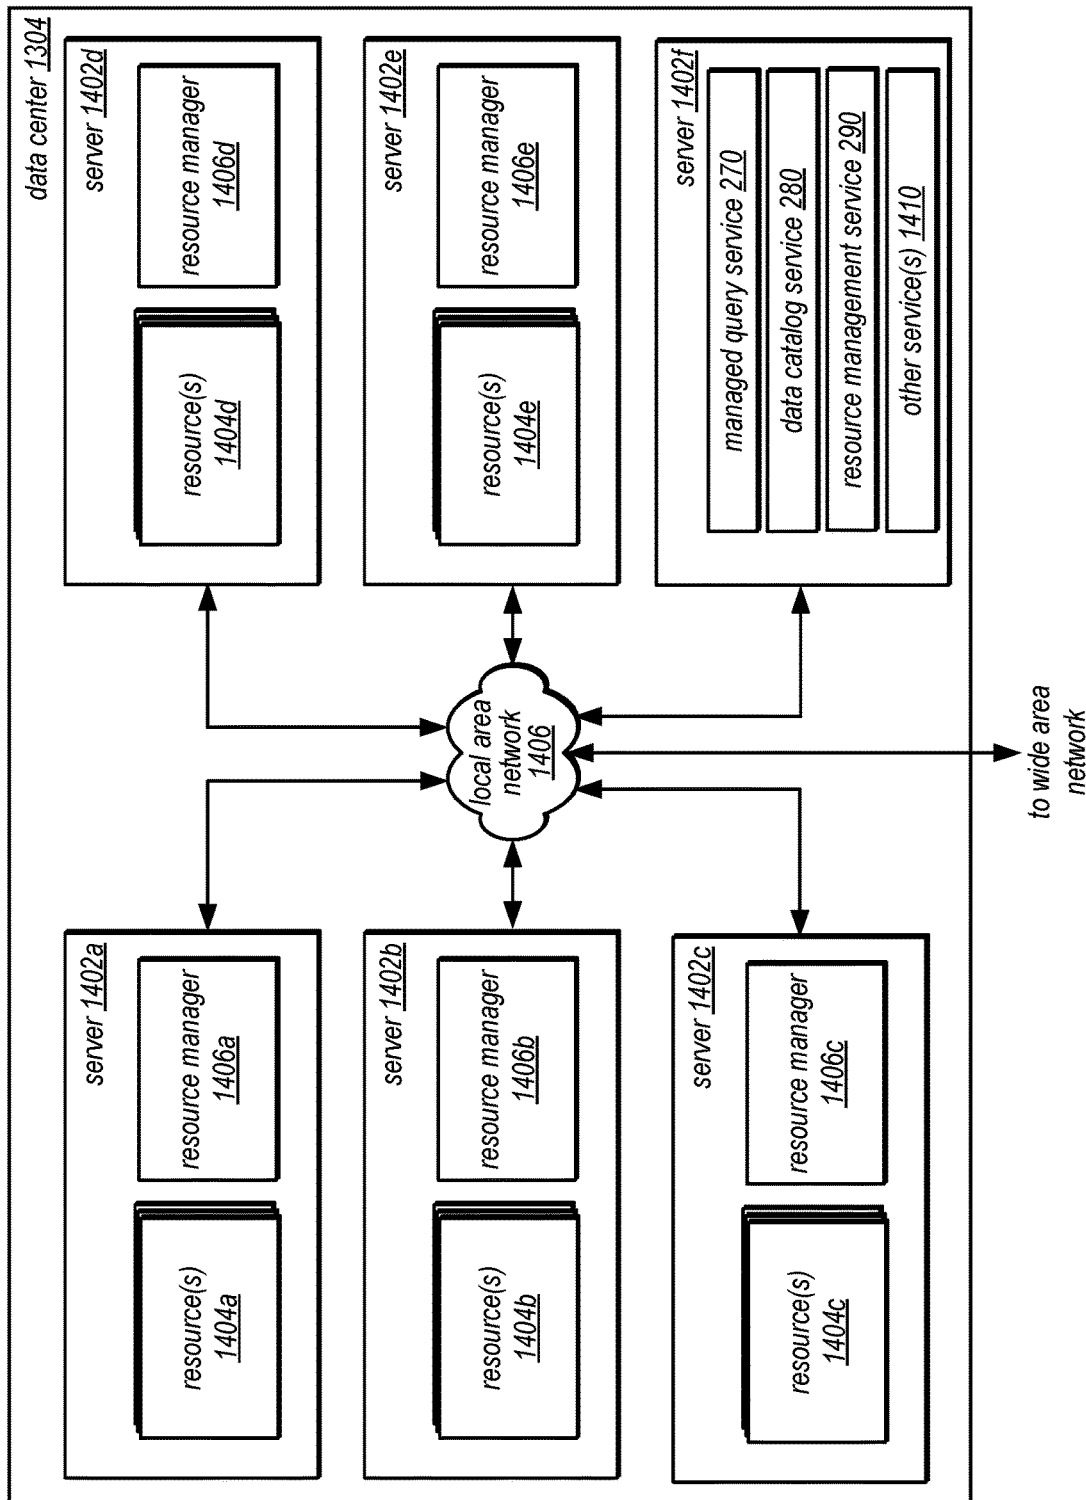 data center 1304
server 1402a
resource(s)
1404a
resource manager
1406a
server 1402b
resource(s)
1404b
resource manager
1406b
server 1402c
resource(s)
1404c
resource manager
1406c
local area
network
1406
server 1402d
resource(s)
1404d
resource manager
1406d
server 1402e
resource(s)
1404e
resource manager
1406e
server 1402f
managed query service 270
data catalog service 280
resource management service 290
other service(s) 1410
to wide area
network